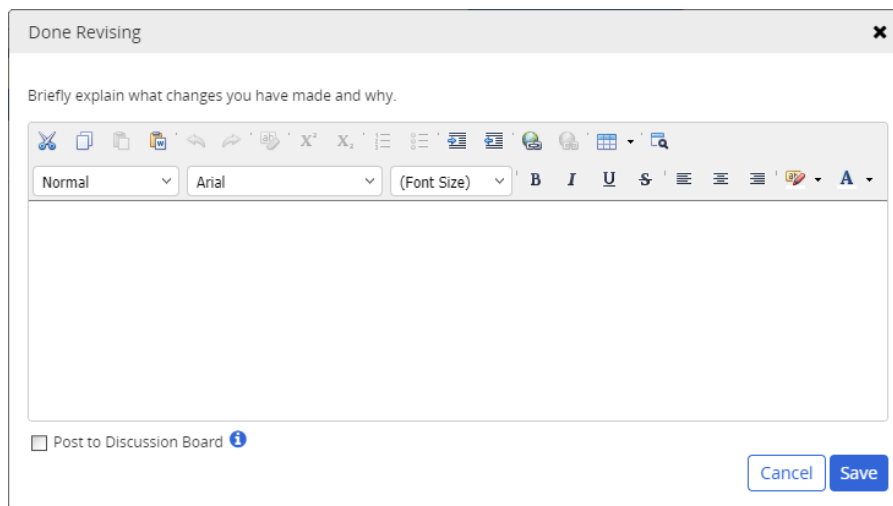 Done Revising
Briefly explain what changes you have made and why.
Normal Arial (Font Size) B I U S A
Post to Discussion Board
Cancel Save